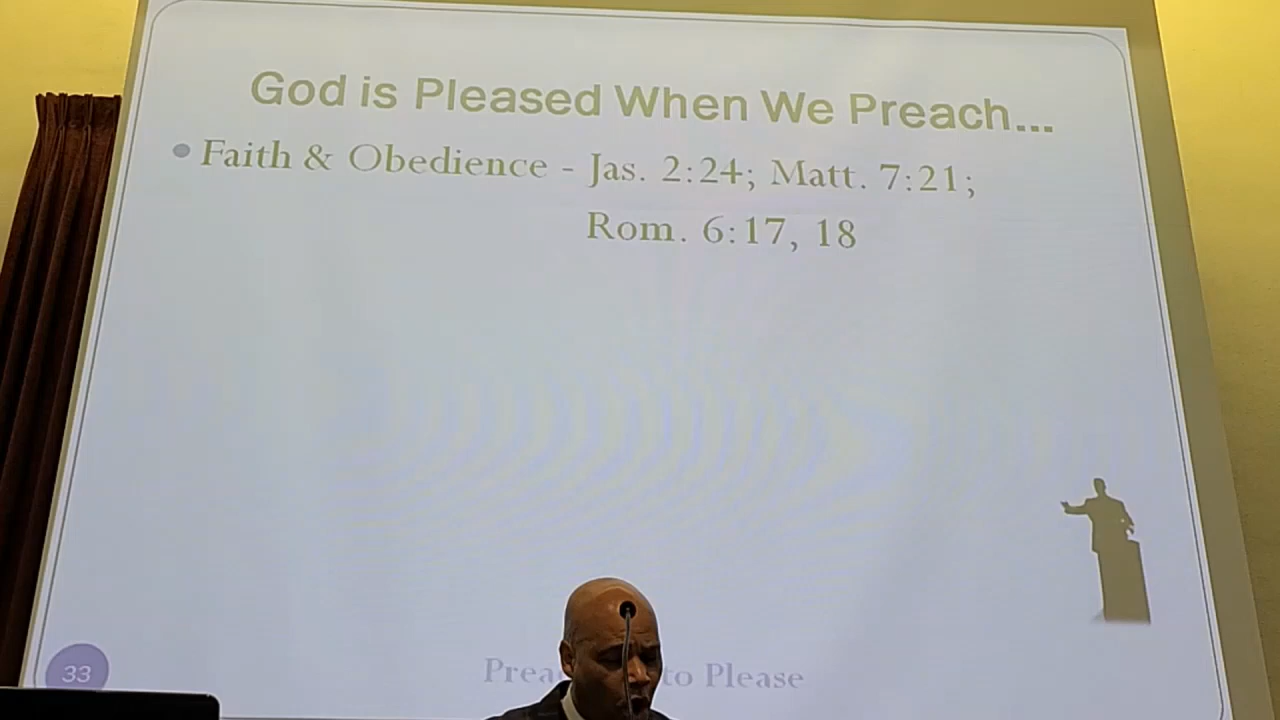 God is Pleased When We Preach...
• Faith & Obedience - Jas. 2:24; Matt. 7:21;
Rom. 6:17, 18
33
to Please